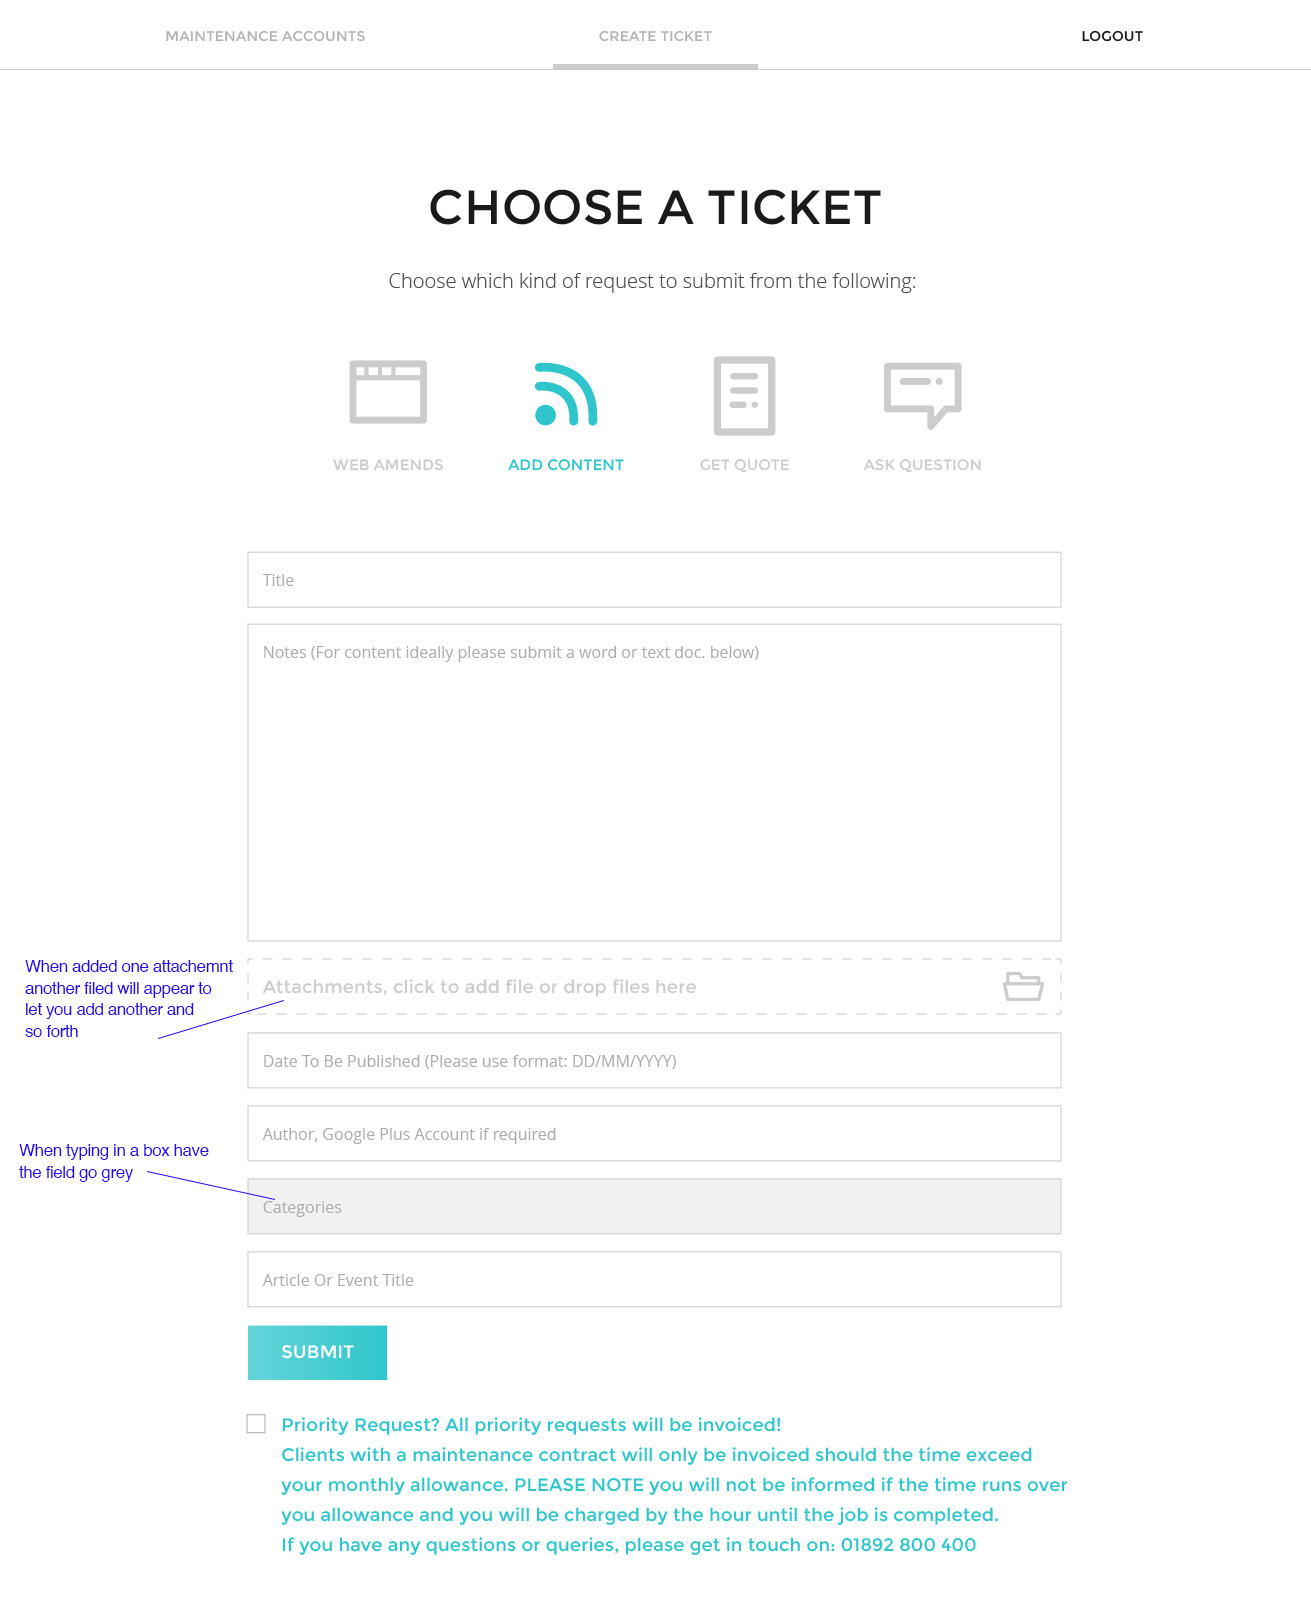 MAINTENANCE ACCOUNTS
CREATE TICKET
LOGOUT
CHOOSE A TICKET
Choose which kind of request to submit from the following:
WEB AMENDS
ADD CONTENT
GET QUOTE
ASK QUESTION
Title
Notes (For content ideally please submit a word or text doc. below)
When added one attachemnt
another filed will appear to
let you add another and
so forth
Attachments, click to add file or drop files here
Date To Be Published (Please use format: DD/MM/YYYY)
Author, Google Plus Account if required
When typing in a box have
the field go grey
Categories
Article Or Event Title
SUBMIT
Priority Request? All priority requests will be invoiced!
Clients with a maintenance contract will only be invoiced should the time exceed
your monthly allowance. PLEASE NOTE you will not be informed if the time runs over
you allowance and you will be charged by the hour until the job is completed.
If you have any questions or queries, please get in touch on: 01892 800 400